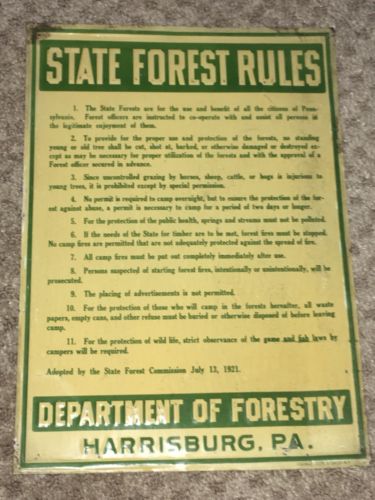 STATE FOREST RULES
1. The State Forests are for the use and benefit of all the citizens of Penn-
sylvania. Forest officers are instructed to co-operate with and assist all persons in
the legitimate enjoyment of them.
2. To provide for the proper use and protection of the forests, no standing
young or old tree shall be cut, shot at, barked, or otherwise damaged or destroyed ex-
cept as may be necessary for proper utilization of the forests and with the approval of a
Forest officer secured in advance.
3. Since uncontrolled grazing by horses, sheep, cattle, or hogs is injurious to
young trees, it is prohibited except by special permission.
4. No permit is required to camp overnight, but to ensure the protection of the for-
est against abuse, a permit is necessary to camp for a period of two days or longer.
5. For the protection of the public health, springs and streams must not be polluted.
6. If the needs of the State for timber are to be met, forest fires must be stopped.
No camp fires are permitted that are not adequately protected against the spread of fire.
7. All camp fires must be put out completely immediately after use.
8. Persons suspected of starting forest fires, intentionally or unintentionally, will be
prosecuted.
9. The placing of advertisements is not permitted.
10. For the protection of those who will camp in the forests hereafter, all waste
papers, empty cans, and other refuse must be buried or otherwise disposed of before leaving
camp.
11. For the protection of wild life, strict observance of the game and fish laws by
campers will be required.
Adopted by the State Forest Commission July 13, 1921.
DEPARTMENT OF FORESTRY
HARRISBURG, PA.